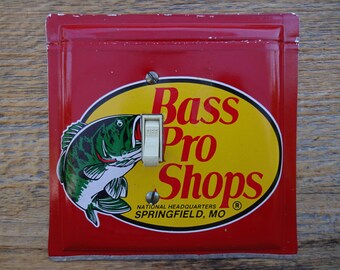 Bass
Pro
Shops
NATIONAL HEADQUARTERS
SPRINGFIELD, MO
®